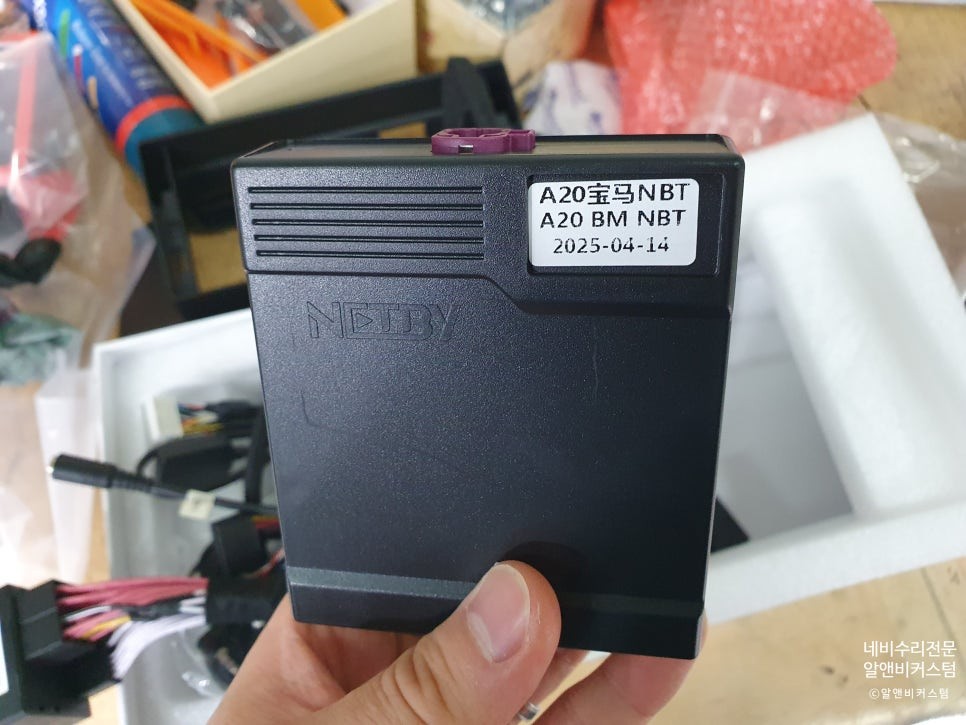 A20宝马NBT
A20 BM NBT
2025-04-14
네비수리전문
알앤비커스텀
ⓒ알앤비커스텀